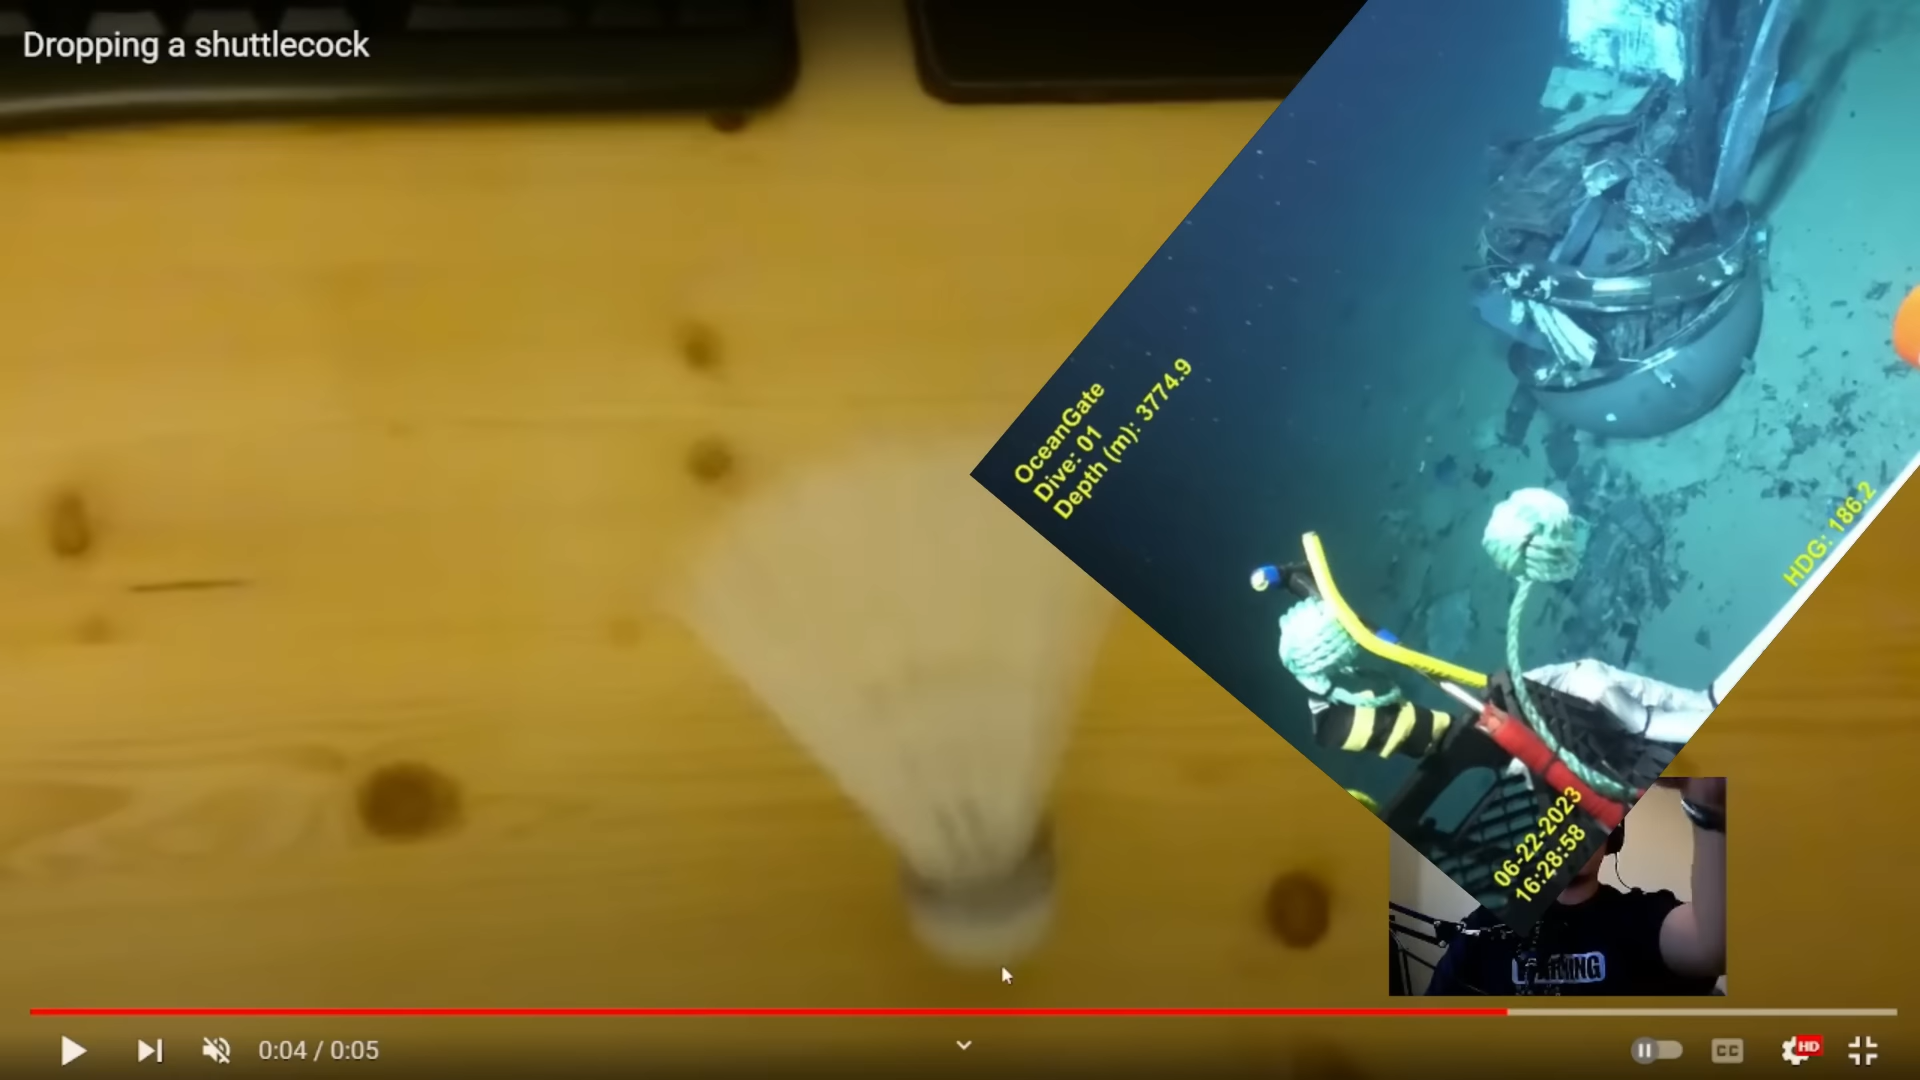 Dropping a shuttlecock
OceanGate
Dive: 01
Depth (m): 3774.9
HDG: 186.2
06-22-2023
16:28:58
0:04 / 0:05
CC
HD